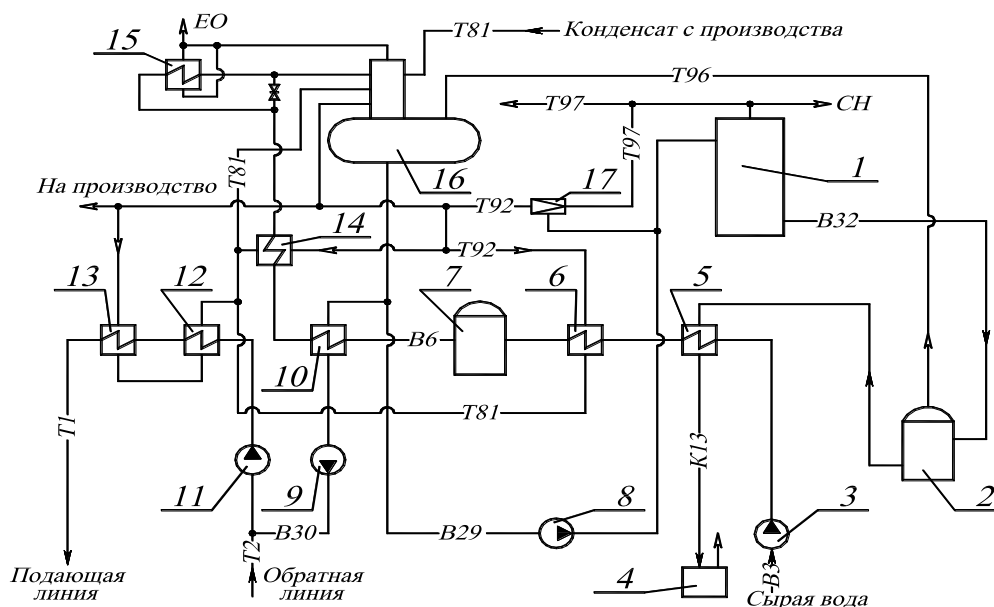 ЕО
Т81
Конденсат с производства
15
Т96
Т97
СН
Т97
Т81
16
17
1
На производство
Т92
В32
14
Т92
13
12
7
6
5
В6
10
Т81
Т1
К13
11
9
8
3
2
В30
В29
Т2
4
В3
Подающая
линия
Обратная
линия
Сырая вода